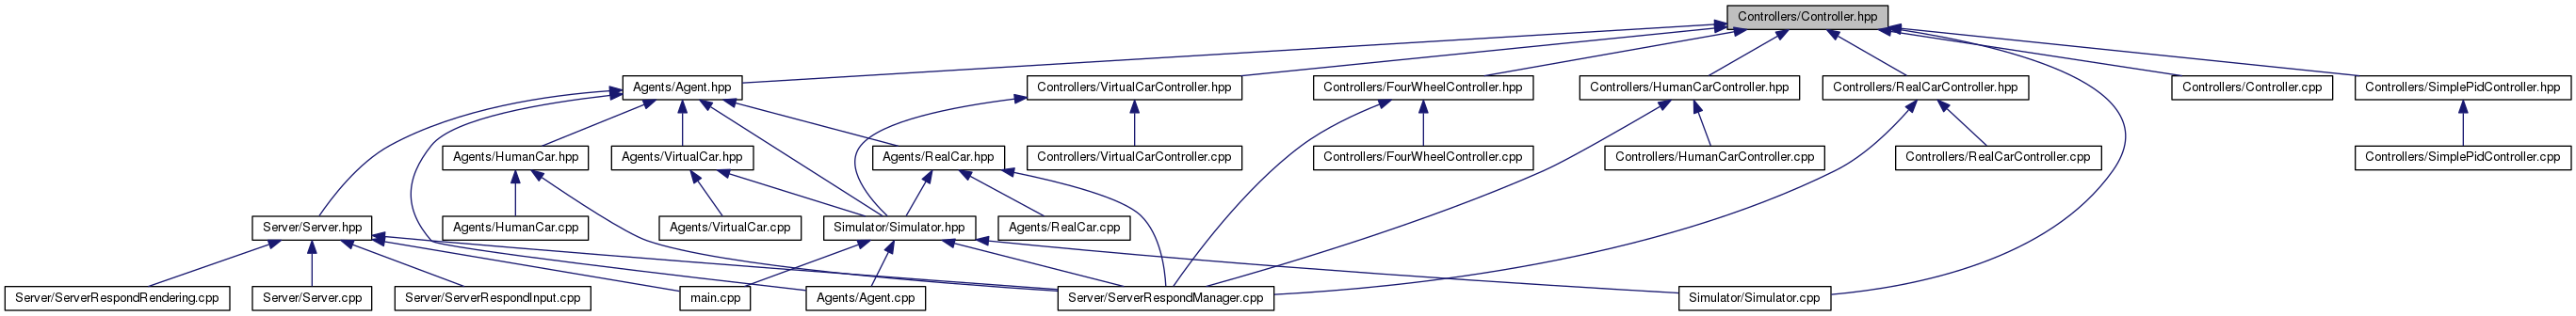 Controllers/Controller.hpp
Agents/Agent.hpp
Controllers/VirtualCarController.hpp
Controllers/FourWheelController.hpp
Controllers/HumanCarController.hpp
Controllers/RealCarController.hpp
Controllers/Controller.cpp
Controllers/SimplePidController.hpp
Agents/HumanCar.hpp
Agents/VirtualCar.hpp
Agents/RealCar.hpp
Controllers/VirtualCarController.cpp
Controllers/FourWheelController.cpp
Controllers/HumanCarController.cpp
Controllers/RealCarController.cpp
Controllers/SimplePidController.cpp
Server/Server.hpp
Agents/HumanCar.cpp
Agents/VirtualCar.cpp
Simulator/Simulator.hpp
Agents/RealCar.cpp
Server/ServerRespondRendering.cpp
Server/Server.cpp
Server/ServerRespondInput.cpp
main.cpp
Agents/Agent.cpp
Server/ServerRespondManager.cpp
Simulator/Simulator.cpp